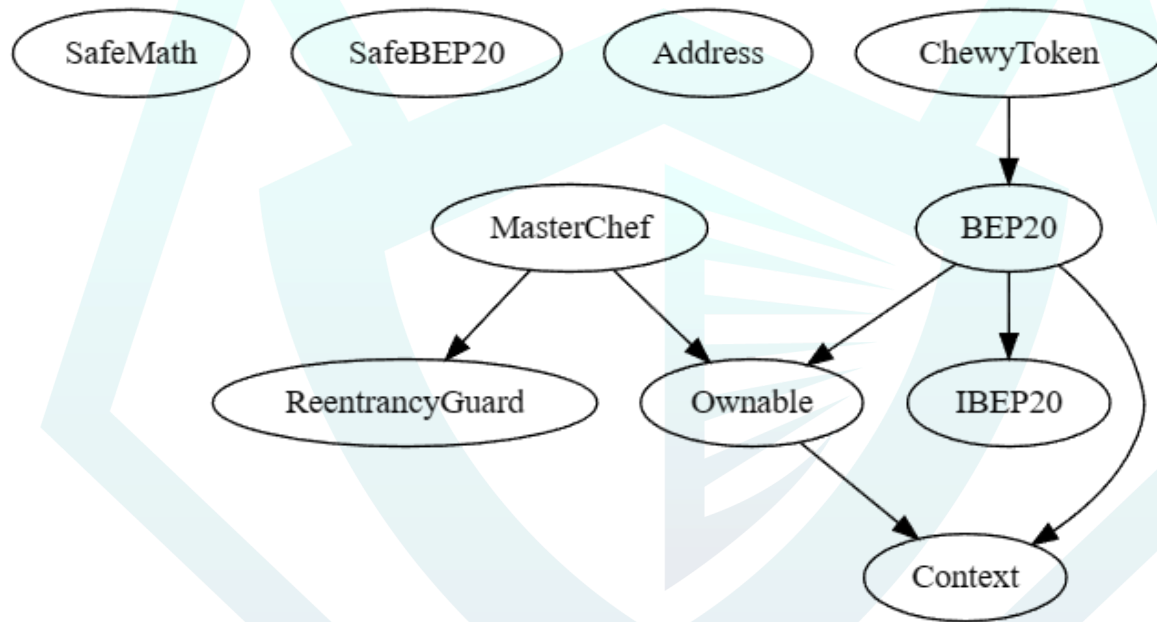 SafeMath
SafeBEP20
Address
ChewyToken
MasterChef
BEP20
ReentrancyGuard
Ownable
IBEP20
Context